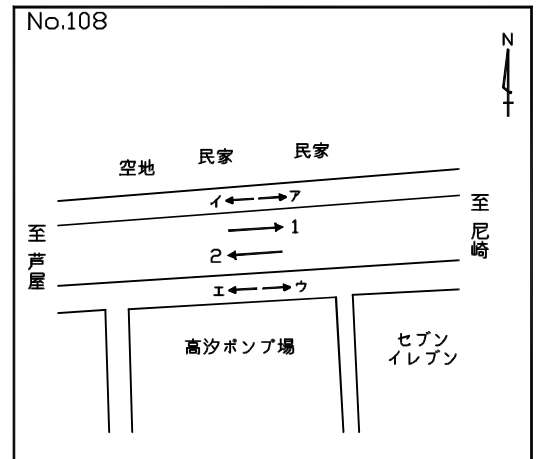 No.108
N
空地
民家
民家
イ
ア
1
2
エ
ウ
至芦屋
至尼崎
高汐ポンプ場
セブン
イレブン